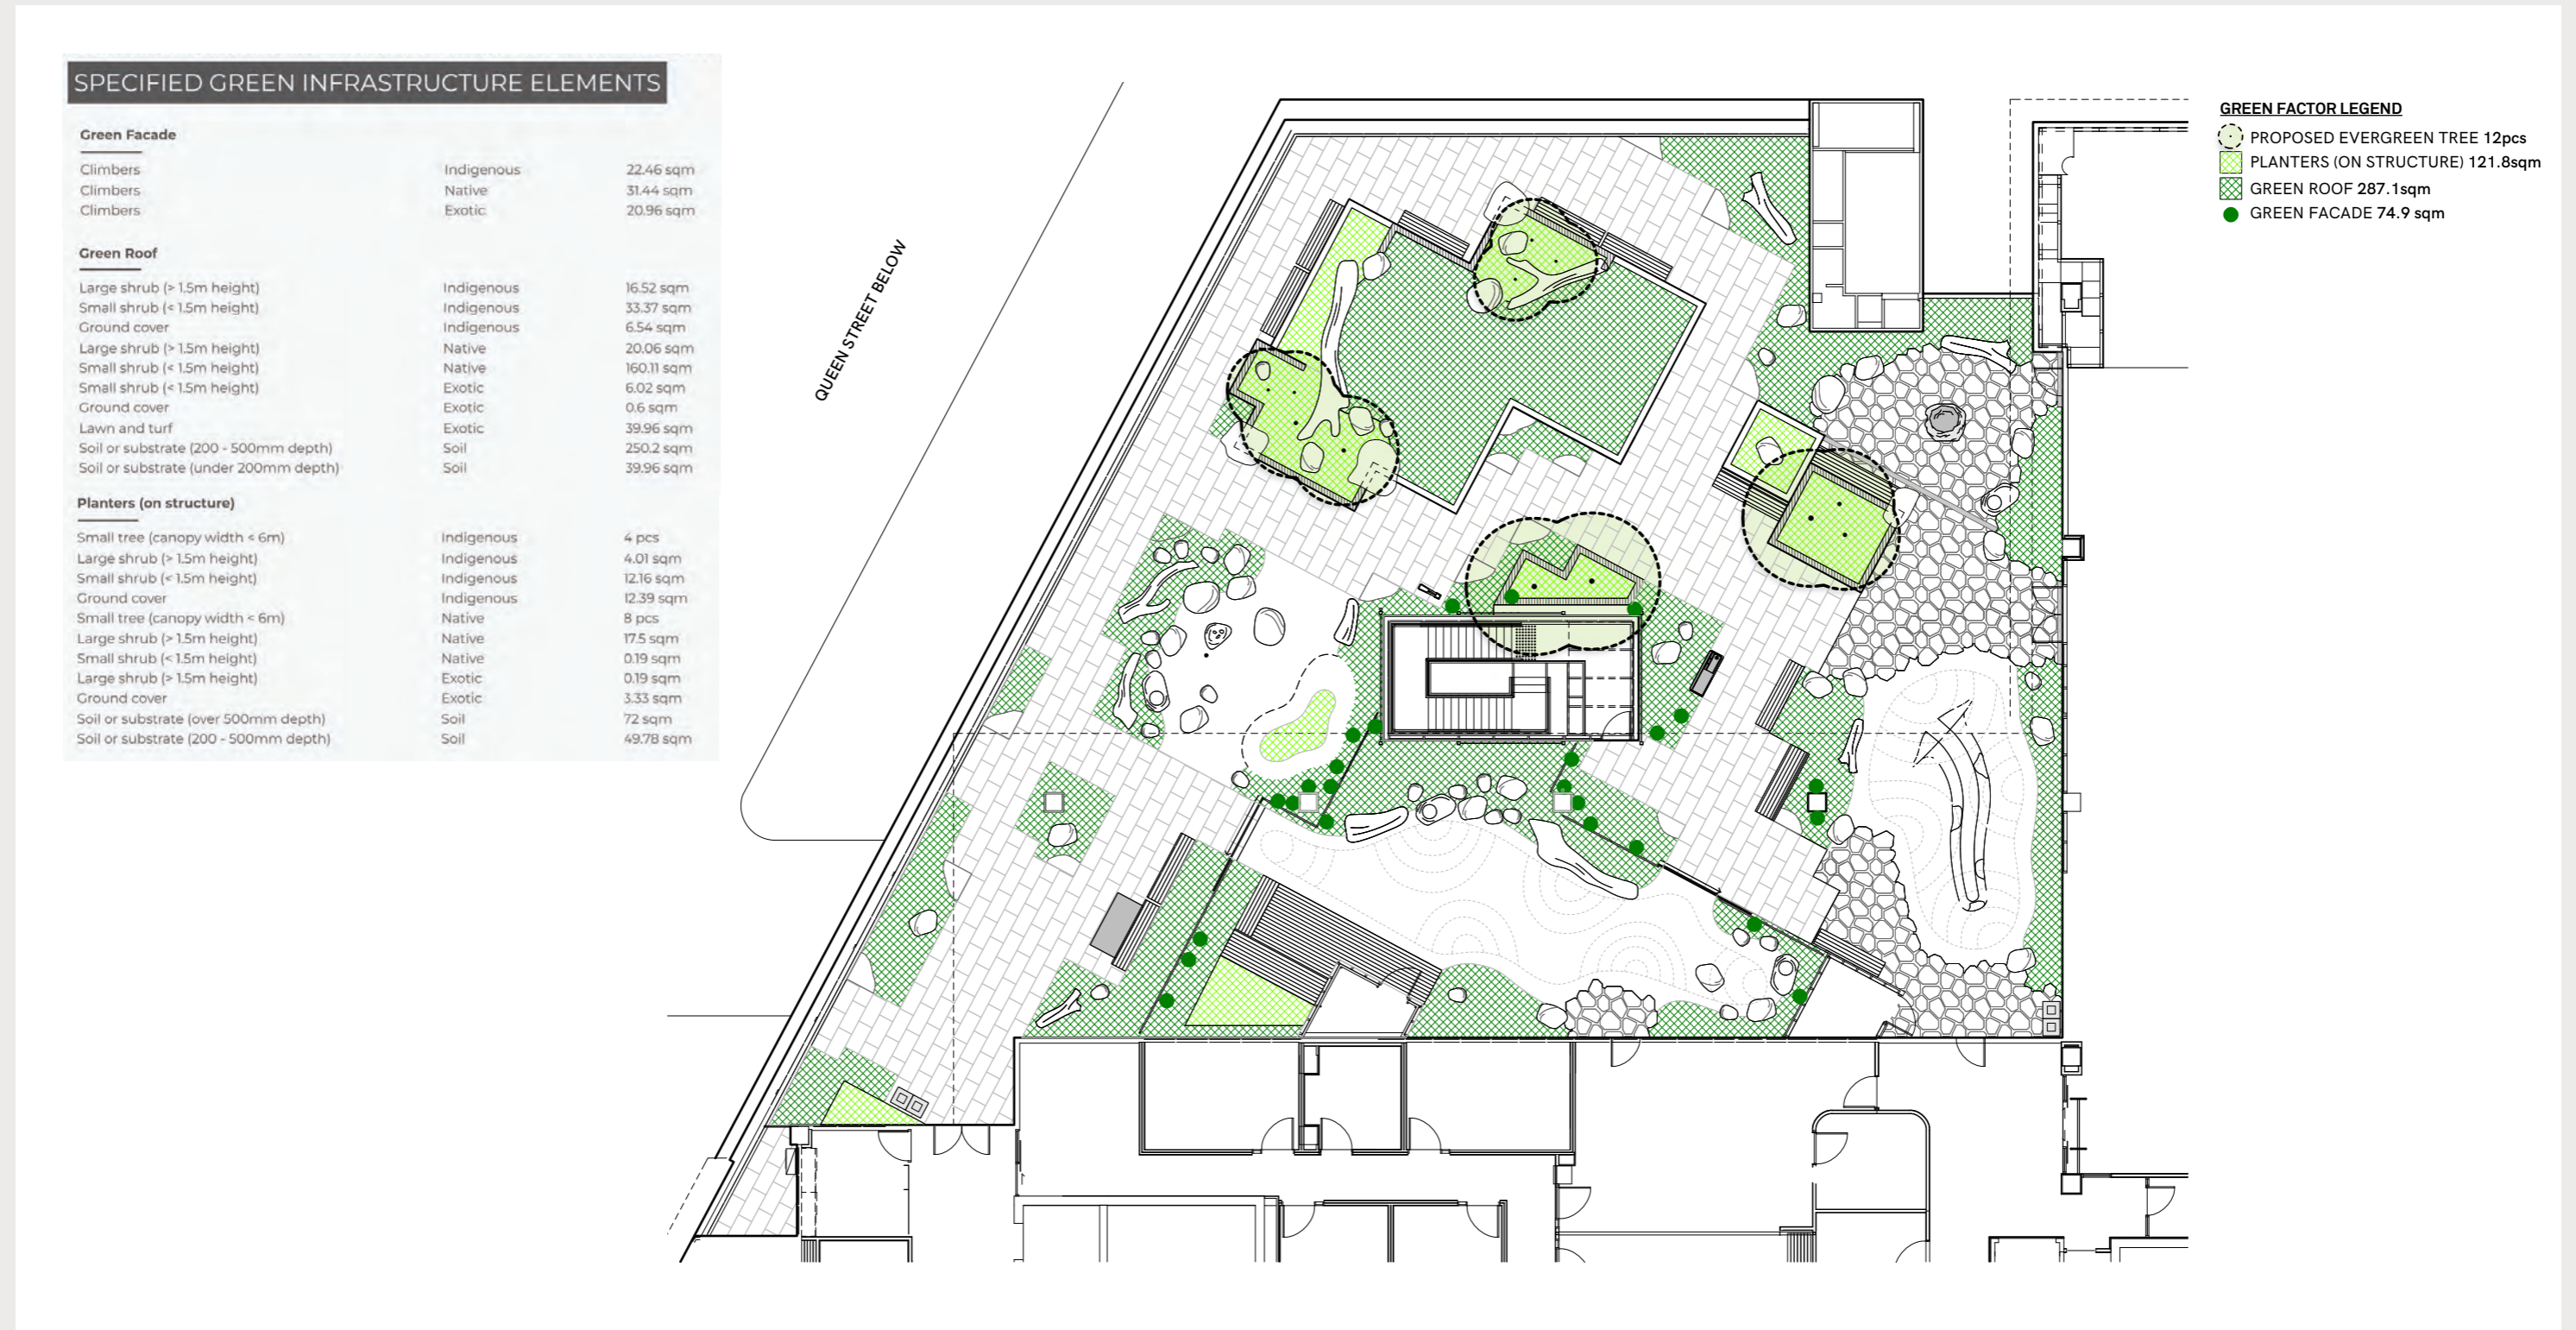 SPECIFIED GREEN INFRASTRUCTURE ELEMENTS
Green Facade
Climbers Indigenous 22.46 sqm
Climbers Native 31.44 sqm
Climbers Exotic 20.96 sqm
Green Roof
Large shrub (> 1.5m height) Indigenous 16.52 sqm
Small shrub (< 1.5m height) Indigenous 33.37 sqm
Ground cover Indigenous 6.54 sqm
Large shrub (> 1.5m height) Native 20.06 sqm
Small shrub (< 1.5m height) Native 160.11 sqm
Small shrub (< 1.5m height) Exotic 6.02 sqm
Ground cover Exotic 0.6 sqm
Lawn and turf Exotic 39.96 sqm
Soil or substrate (200 - 500mm depth) Soil 250.2 sqm
Soil or substrate (under 200mm depth) Soil 39.96 sqm
Planters (on structure)
Small tree (canopy width < 6m) Indigenous 4 pcs
Large shrub (> 1.5m height) Indigenous 4.01 sqm
Small shrub (< 1.5m height) Indigenous 12.16 sqm
Ground cover Indigenous 12.39 sqm
Small tree (canopy width < 6m) Native 8 pcs
Large shrub (> 1.5m height) Native 17.5 sqm
Small shrub (< 1.5m height) Native 0.19 sqm
Large shrub (> 1.5m height) Exotic 0.19 sqm
Ground cover Exotic 3.33 sqm
Soil or substrate (over 500mm depth) Soil 72 sqm
Soil or substrate (200 - 500mm depth) Soil 49.78 sqm
QUEEN STREET BELOW
GREEN FACTOR LEGEND
PROPOSED EVERGREEN TREE 12pcs
PLANTERS (ON STRUCTURE) 121.8sqm
GREEN ROOF 287.1sqm
GREEN FACADE 74.9 sqm